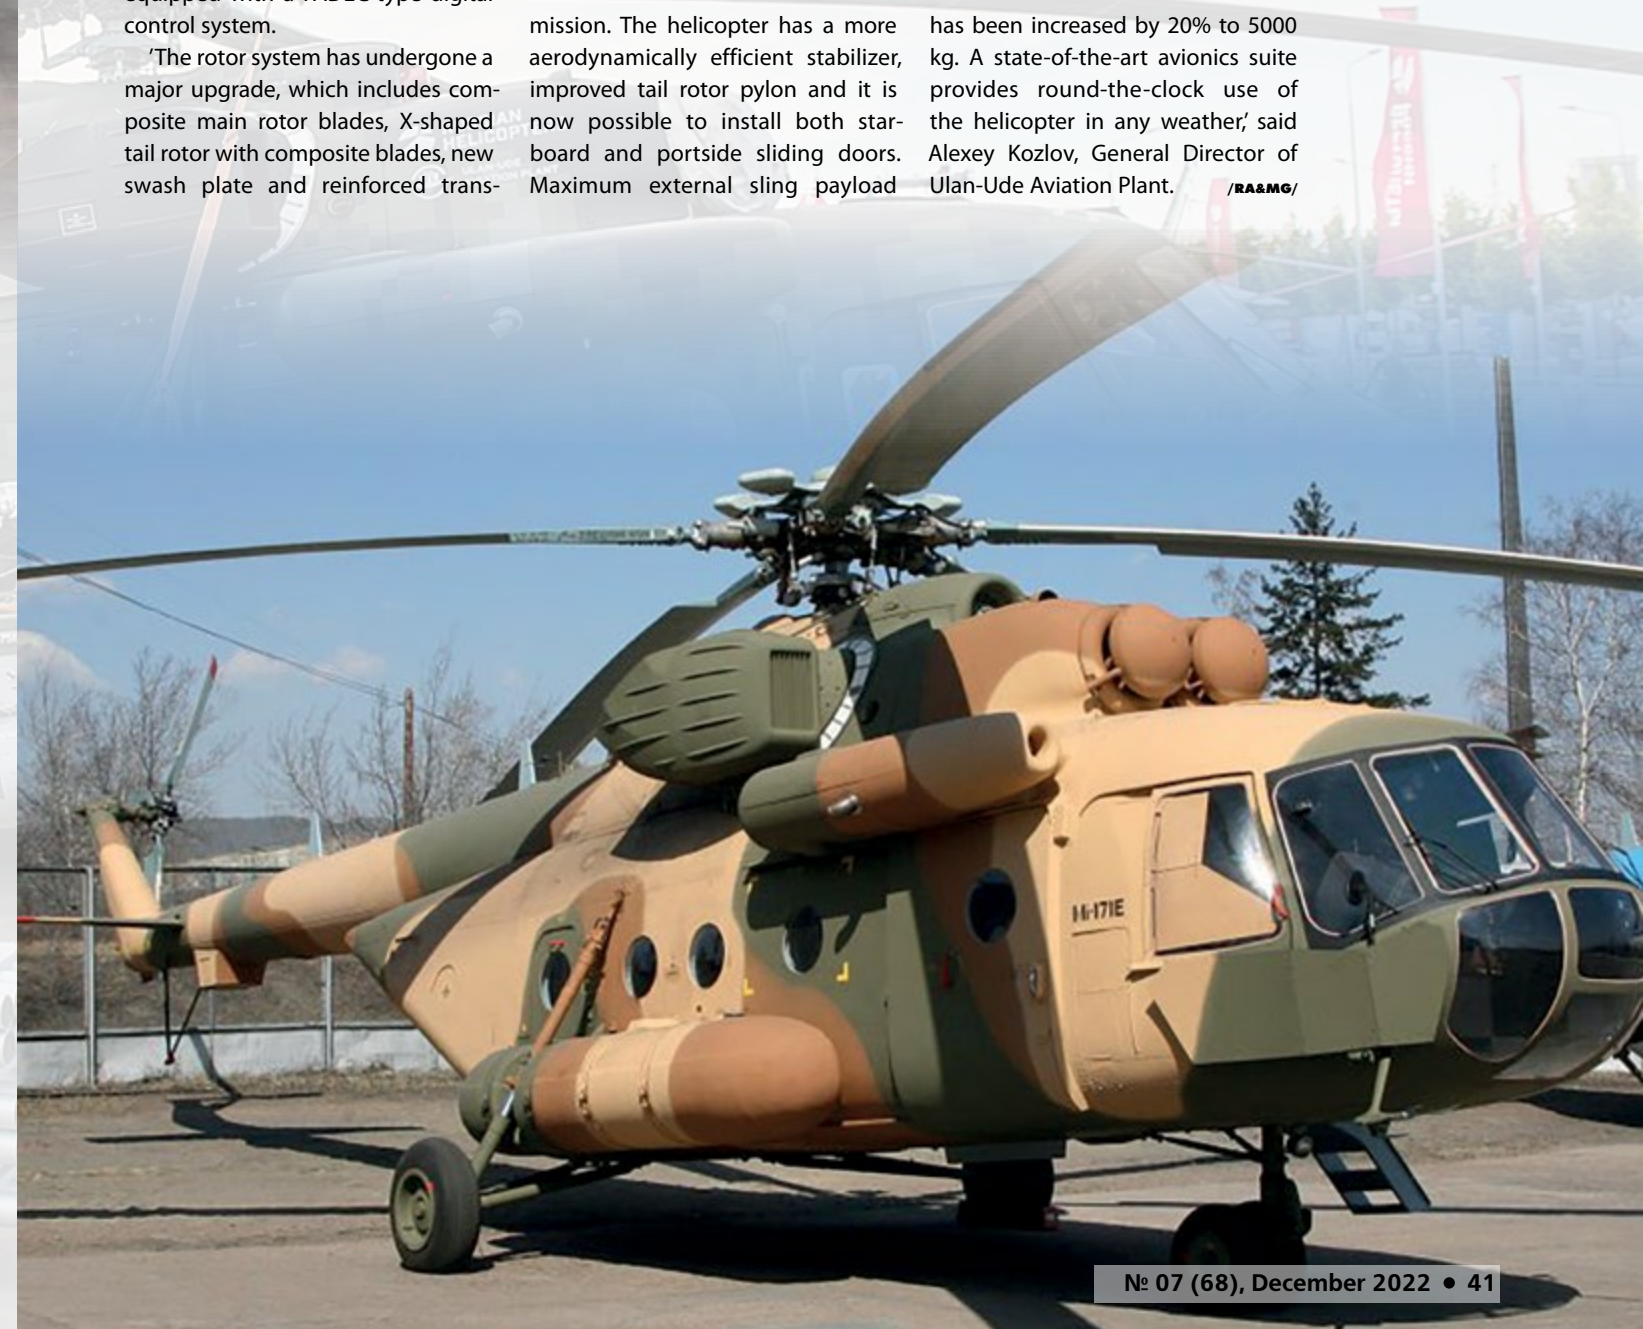 control system.
'The rotor system has undergone a
major upgrade, which includes com-
posite main rotor blades, X-shaped
tail rotor with composite blades, new
swash plate and reinforced trans-
mission. The helicopter has a more
aerodynamically efficient stabilizer,
improved tail rotor pylon and it is
now possible to install both star-
board and portside sliding doors.
Maximum external sling payload
has been increased by 20% to 5000
kg. A state-of-the-art avionics suite
provides round-the-clock use of
the helicopter in any weather,' said
Alexey Kozlov, General Director of
Ulan-Ude Aviation Plant.
/RA&MG/
Mi-171E
№ 07 (68), December 2022 • 41